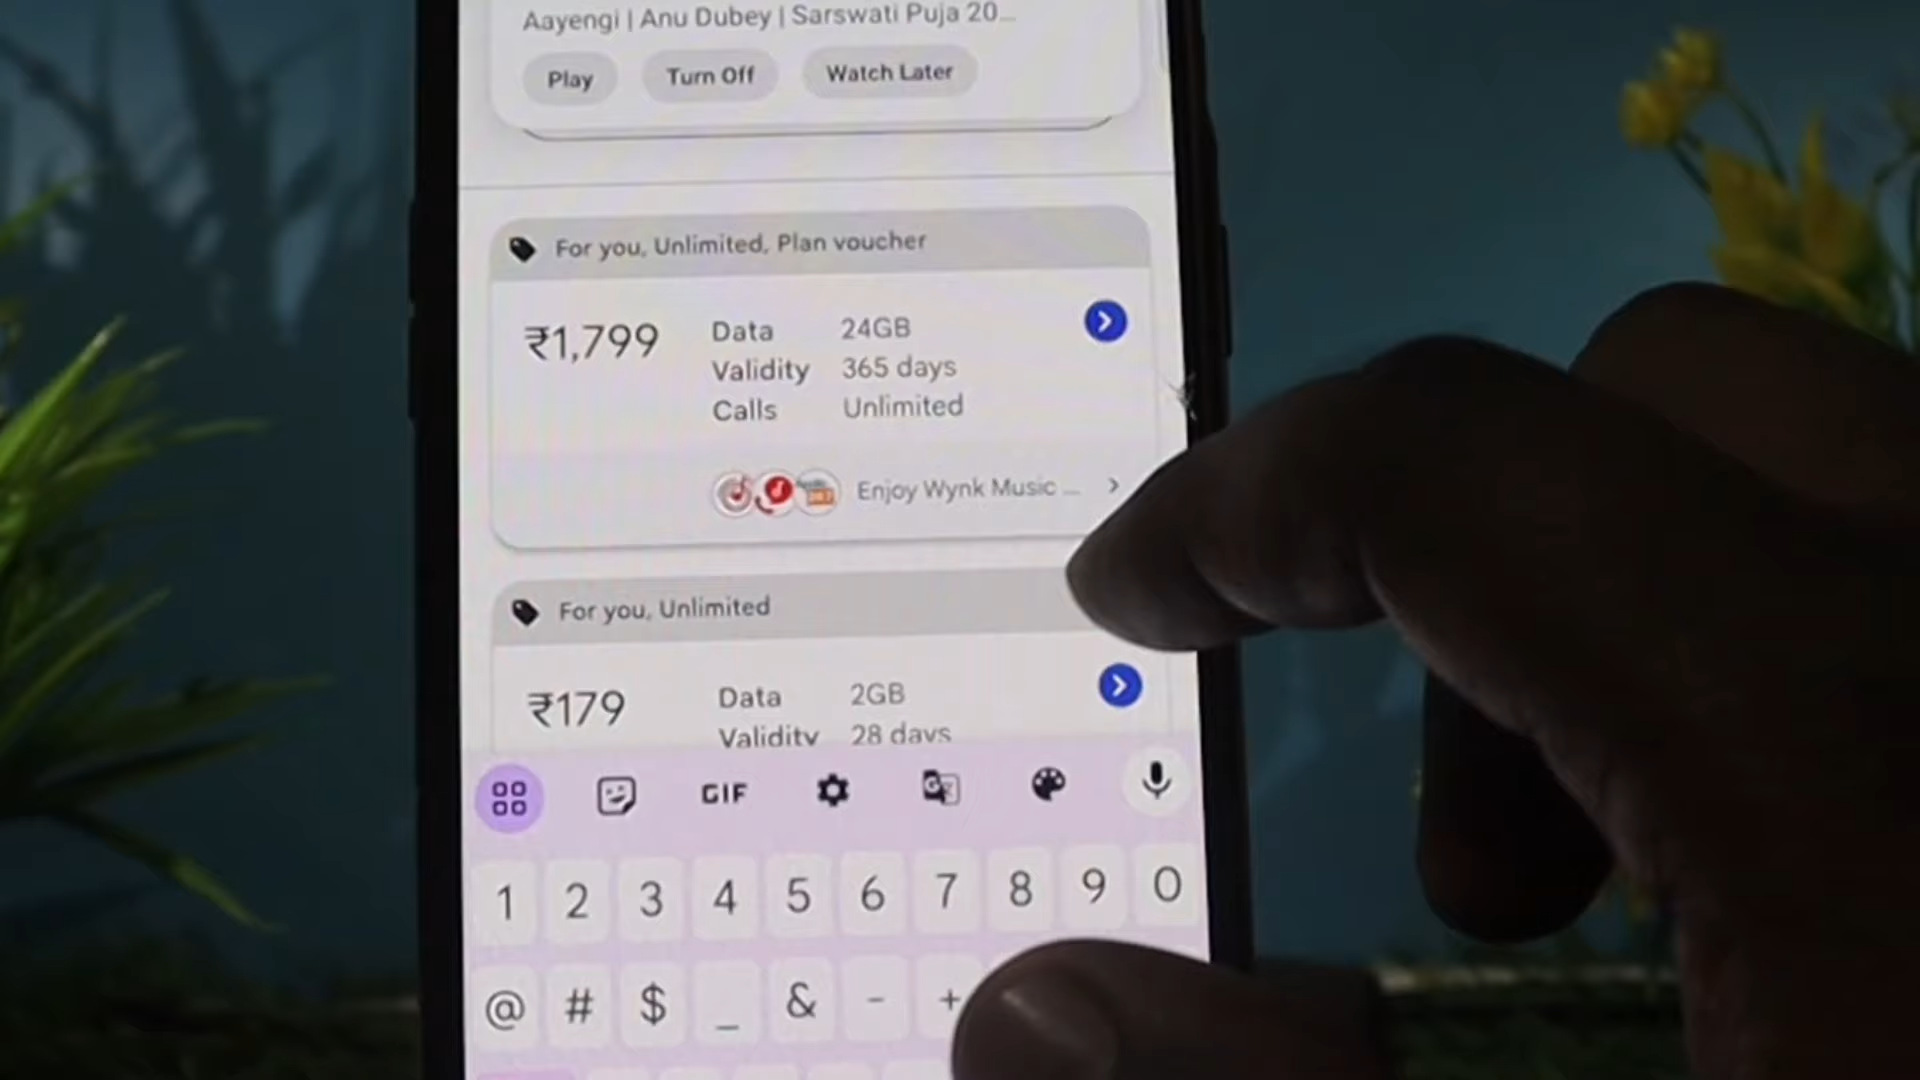 Aayengi | Anu Dubey | Sarswati Puja 20...
Play Turn Off Watch Later
For you, Unlimited, Plan voucher
₹1,799 Data 24GB
Validity 365 days
Calls Unlimited
Enjoy Wynk Music ...
For you, Unlimited
₹179 Data 2GB
Validity 28 days
GIF
1 2 3 4 5 6 7 8 9 0
@ # $ _ & - +